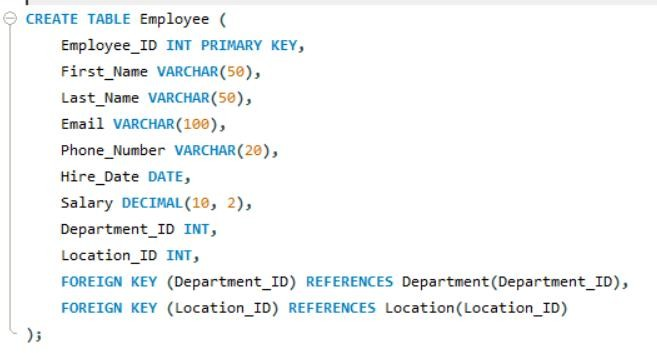 CREATE TABLE Employee (
Employee_ID INT PRIMARY KEY,
First_Name VARCHAR(50),
Last_Name VARCHAR(50),
Email VARCHAR(100),
Phone_Number VARCHAR(20),
Hire_Date DATE,
Salary DECIMAL(10, 2),
Department_ID INT,
Location_ID INT,
FOREIGN KEY (Department_ID) REFERENCES Department(Department_ID),
FOREIGN KEY (Location_ID) REFERENCES Location(Location_ID)
);